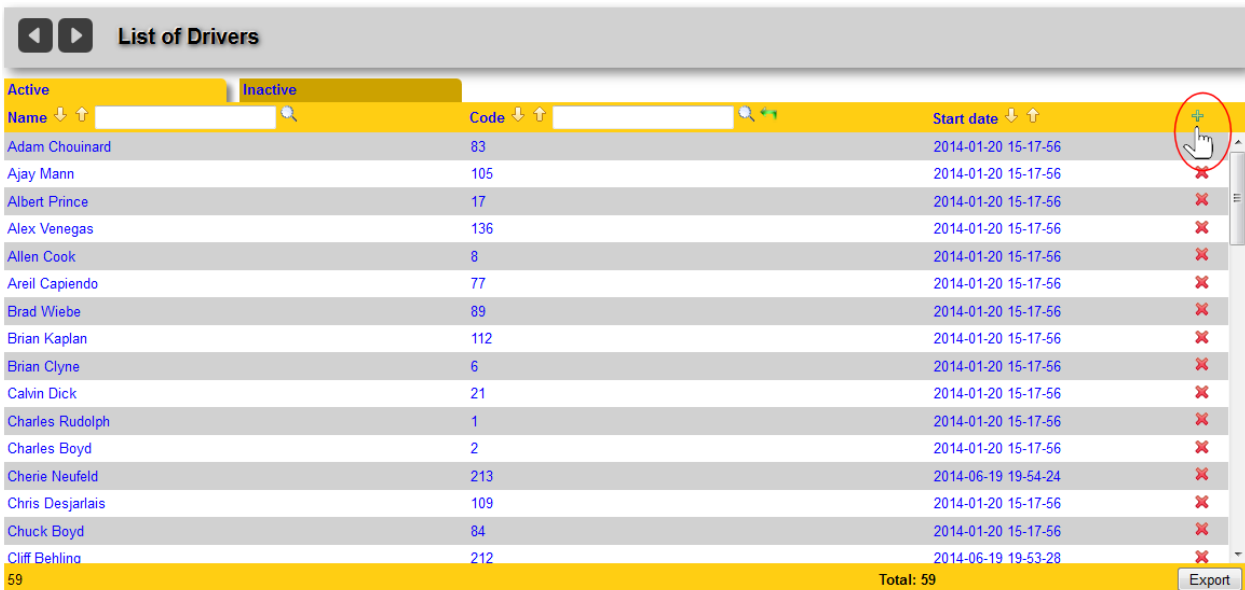 List of Drivers
Active Inactive
Name Code Start date
Adam Chouinard 83 2014-01-20 15-17-56
Ajay Mann 105 2014-01-20 15-17-56
Albert Prince 17 2014-01-20 15-17-56
Alex Venegas 136 2014-01-20 15-17-56
Allen Cook 8 2014-01-20 15-17-56
Areil Capiendo 77 2014-01-20 15-17-56
Brad Wiebe 89 2014-01-20 15-17-56
Brian Kaplan 112 2014-01-20 15-17-56
Brian Clyne 6 2014-01-20 15-17-56
Calvin Dick 21 2014-01-20 15-17-56
Charles Rudolph 1 2014-01-20 15-17-56
Charles Boyd 2 2014-01-20 15-17-56
Cherie Neufeld 213 2014-06-19 19-54-24
Chris Desjarlais 109 2014-01-20 15-17-56
Chuck Boyd 84 2014-01-20 15-17-56
Cliff Behling 212 2014-06-19 19-53-28
59 Total: 59 Export